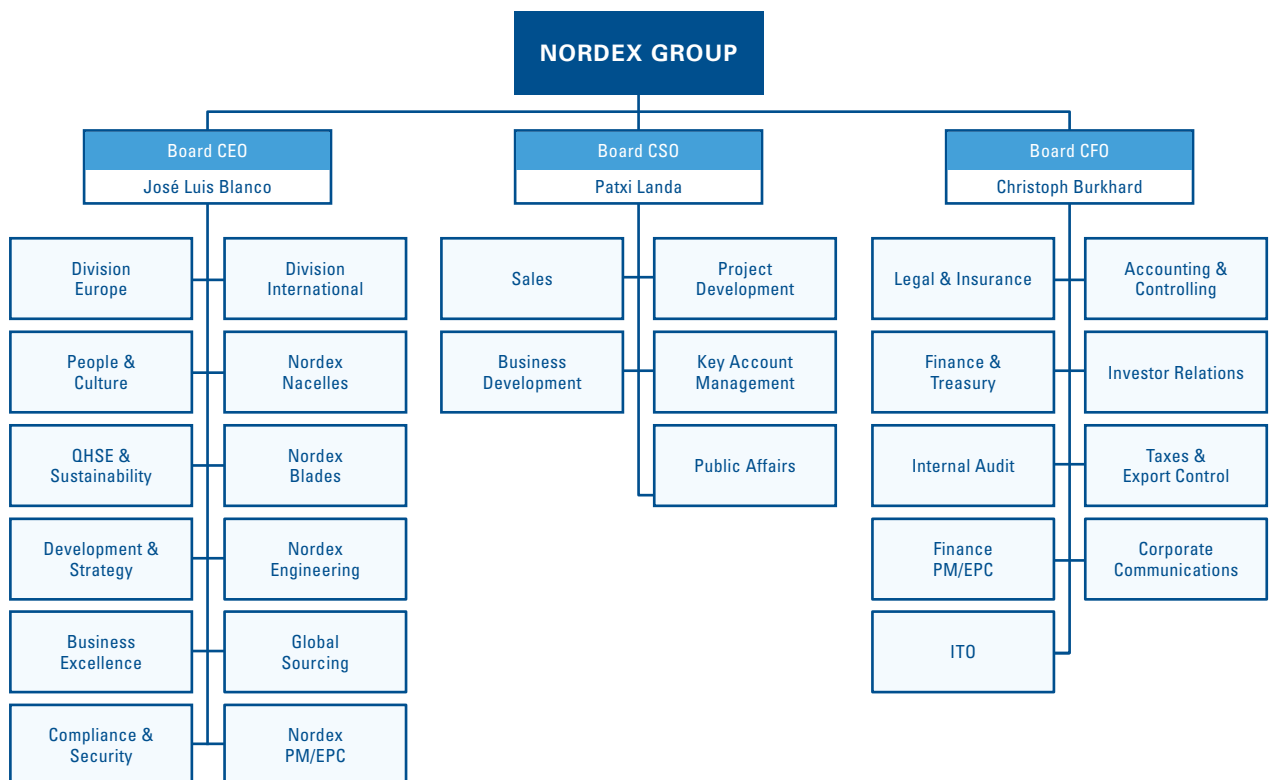 NORDEX GROUP
Board CEO
José Luis Blanco
Board CSO
Patxi Landa
Board CFO
Christoph Burkhard
Division
Europe
Division
International
People &
Culture
Nordex
Nacelles
QHSE &
Sustainability
Nordex
Blades
Development &
Strategy
Nordex
Engineering
Business
Excellence
Global
Sourcing
Compliance &
Security
Nordex
PM/EPC
Sales
Project
Development
Business
Development
Key Account
Management
Public Affairs
Legal & Insurance
Accounting &
Controlling
Finance &
Treasury
Investor Relations
Internal Audit
Taxes &
Export Control
Finance
PM/EPC
Corporate
Communications
ITO